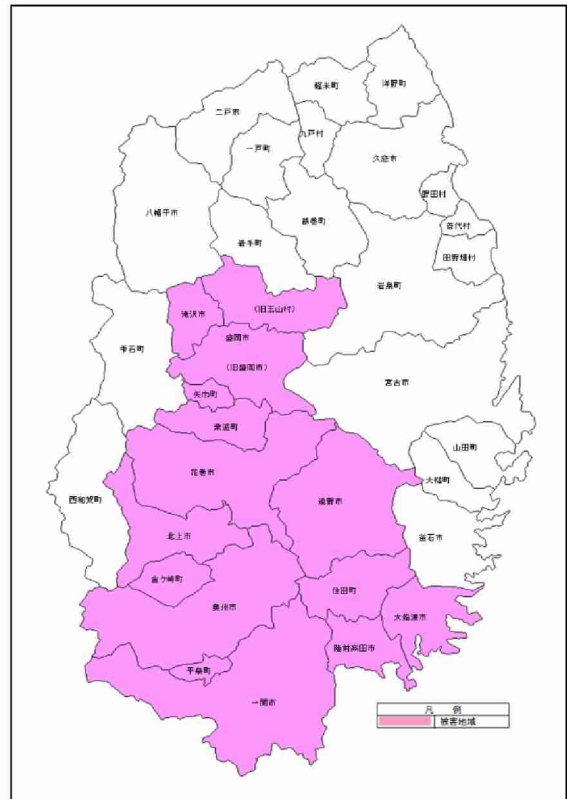 洋野町
軽米町
二戸市
九戸村
一戸町
久慈市
野田村
八幡平市
葛巻町
普代村
岩手町
田野畑村
岩泉町
(旧玉山村)
滝沢市
盛岡市
雫石町
(旧盛岡市)
宮古市
矢巾町
紫波町
山田町
花巻市
大槌町
西和賀町
遠野市
北上市
釜石市
金ケ崎町
住田町
奥州市
大船渡市
陸前高田市
平泉町
一関市
凡 例
被害地域